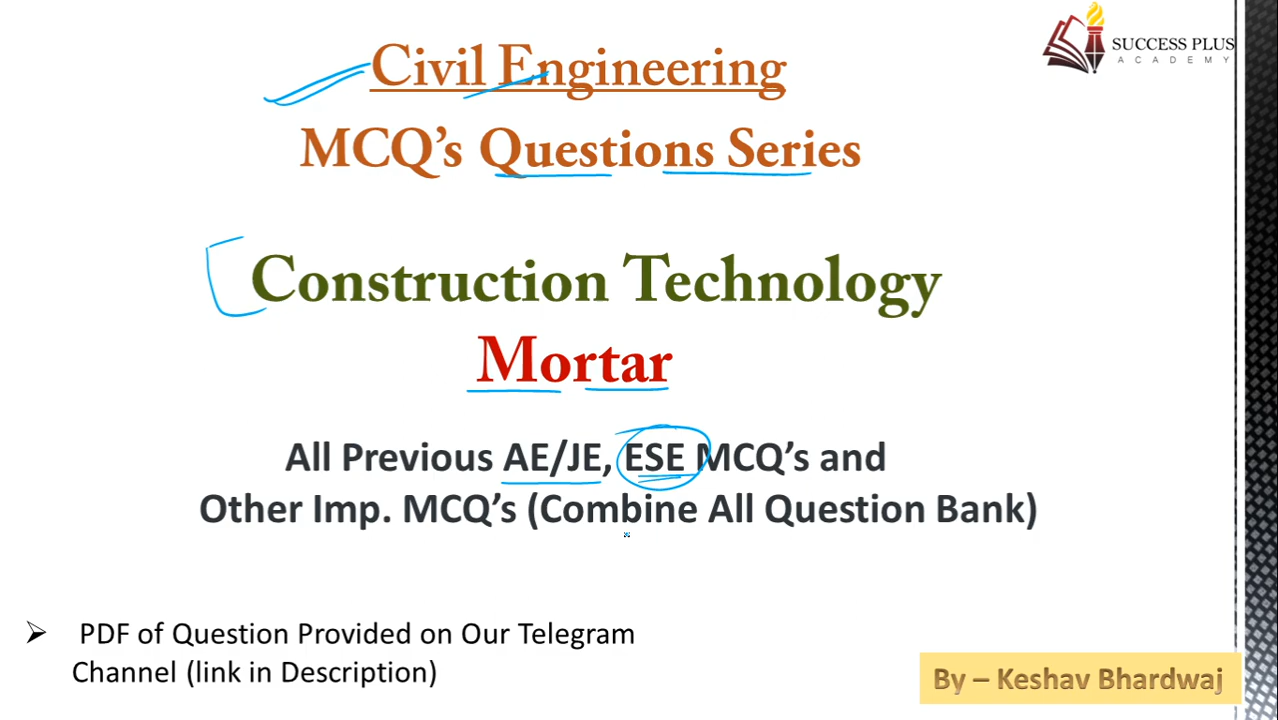 SUCCESS PLUS
ACADEMY
Civil Engineering
MCQ's Questions Series
Construction Technology
Mortar
All Previous AE/JE, ESE MCQ's and
Other Imp. MCQ's (Combine All Question Bank)
➢ PDF of Question Provided on Our Telegram
Channel (link in Description)
By – Keshav Bhardwaj